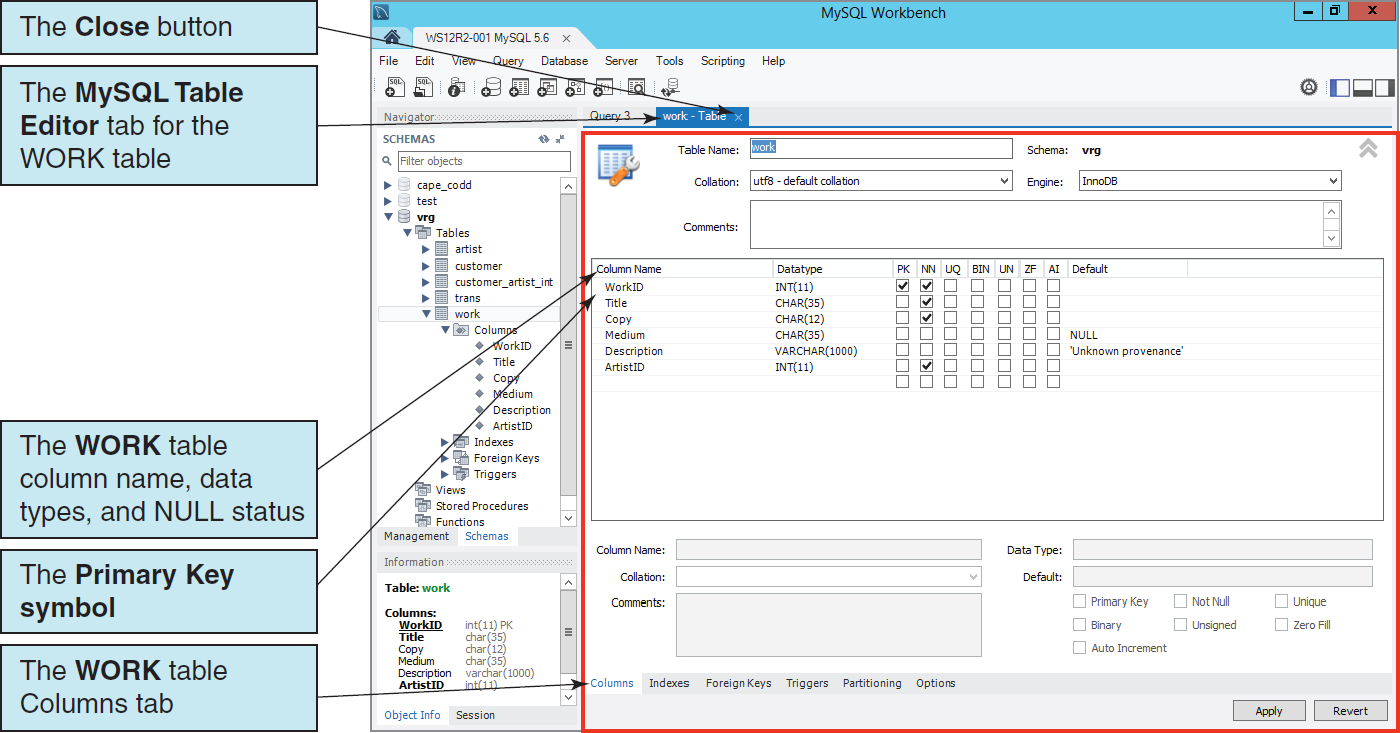 The Close button
The MySQL Table
Editor tab for the
WORK table
The WORK table
column name, data
types, and NULL status
The Primary Key
symbol
The WORK table
Columns tab
MySQL Workbench
WS12R2-001 MySQL 5.6
File Edit View Query Database Server Tools Scripting Help
SQL SQL
Navigator
SCHEMAS
Filter objects
cape_codd
test
vrg
Tables
artist
customer
customer_artist_int
trans
work
Columns
WorkID
Title
Copy
Medium
Description
ArtistID
Indexes
Foreign Keys
Triggers
Views
Stored Procedures
Functions
Management Schemas
Information
Table: work
Columns:
WorkID int(11) PK
Title char(35)
Copy char(12)
Medium char(35)
Description varchar(1000)
ArtistID int(11)
Object Info Session
Query 3 work - Table
Table Name: work Schema: vrg
Collation: utf8 - default collation Engine: InnoDB
Comments:
Column Name Datatype PK NN UQ BIN UN ZF AI Default
WorkID INT(11)
Title CHAR(35)
Copy CHAR(12)
Medium CHAR(35) NULL
Description VARCHAR(1000) 'Unknown provenance'
ArtistID INT(11)
Column Name: Data Type:
Collation: Default:
Comments: Primary Key Not Null Unique
Binary Unsigned Zero Fill
Auto Increment
Columns Indexes Foreign Keys Triggers Partitioning Options
Apply Revert